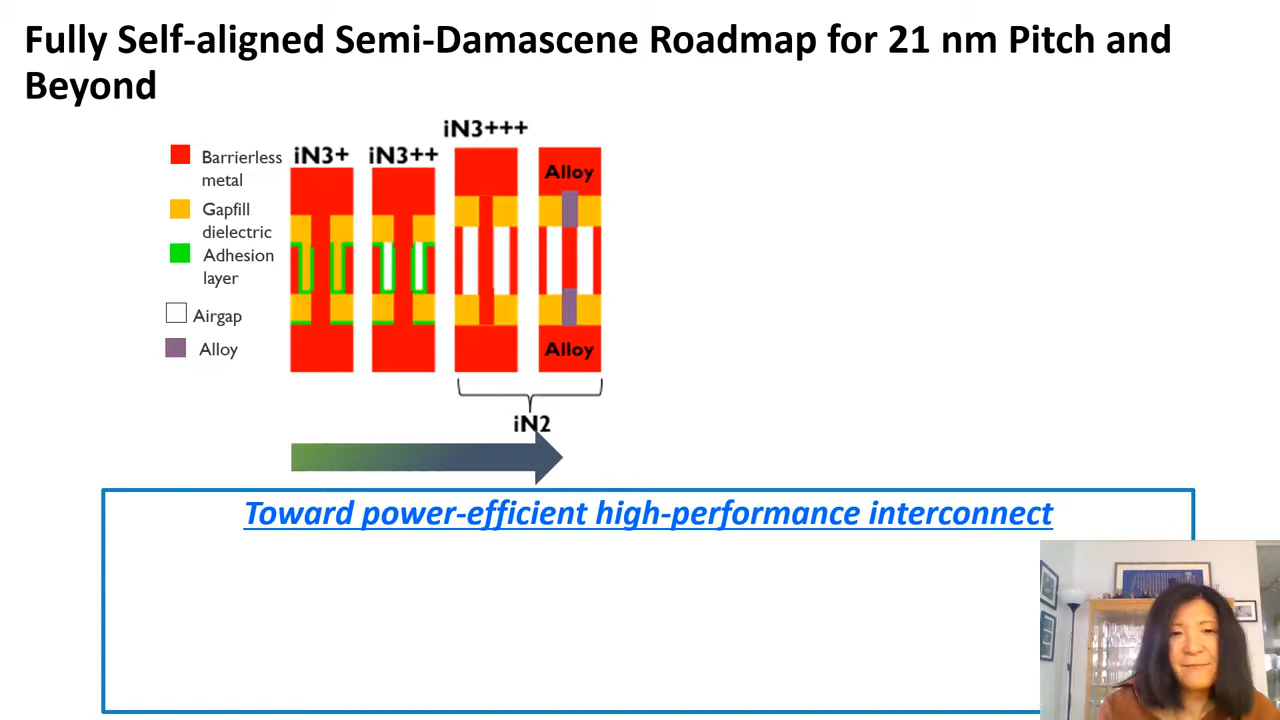 Fully Self-aligned Semi-Damascene Roadmap for 21 nm Pitch and
Beyond
iN3+++
Barrierless
metal
iN3+
iN3++
Alloy
Gapfill
dielectric
Adhesion
layer
Airgap
Alloy
Alloy
iN2
Toward power-efficient high-performance interconnect